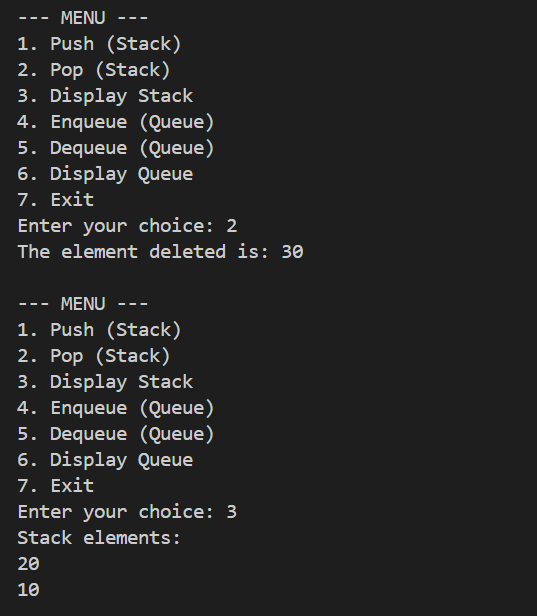 --- MENU ---
1. Push (Stack)
2. Pop (Stack)
3. Display Stack
4. Enqueue (Queue)
5. Dequeue (Queue)
6. Display Queue
7. Exit
Enter your choice: 2
The element deleted is: 30

--- MENU ---
1. Push (Stack)
2. Pop (Stack)
3. Display Stack
4. Enqueue (Queue)
5. Dequeue (Queue)
6. Display Queue
7. Exit
Enter your choice: 3
Stack elements:
20
10